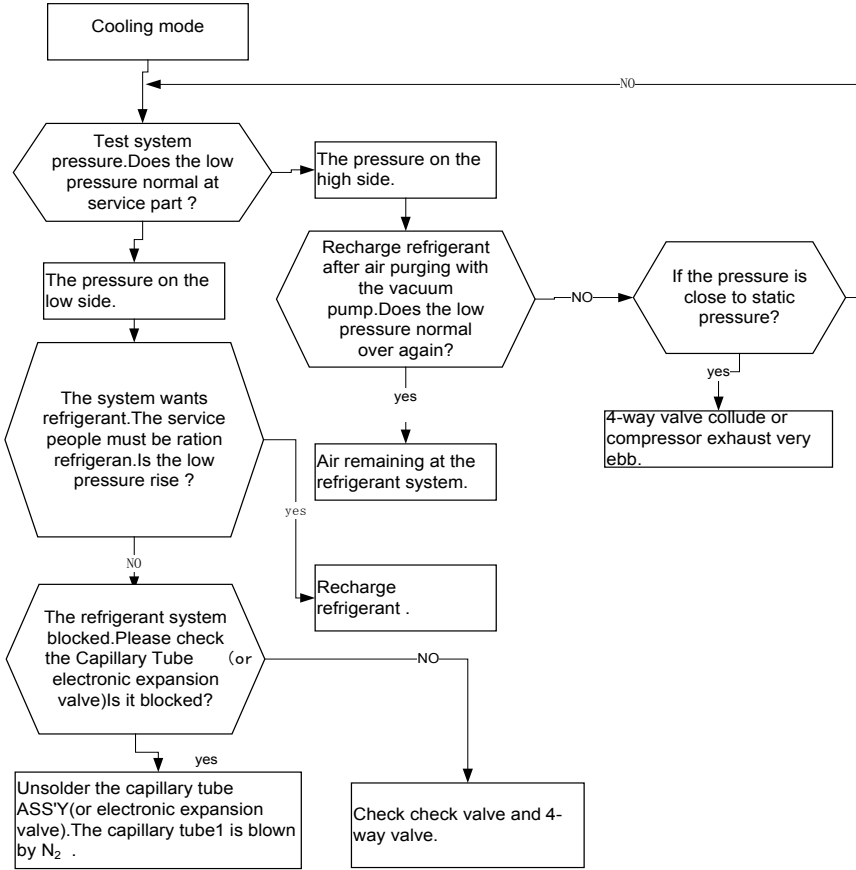 Cooling mode
NO
Test system
pressure.Does the low
pressure normal at
service part ?
The pressure on the
high side.
The pressure on the
low side.
Recharge refrigerant
after air purging with
the vacuum
pump.Does the low
pressure normal
over again?
NO
If the pressure is
close to static
pressure?
yes
yes
4-way valve collude or
compressor exhaust very
ebb.
The system wants
refrigerant.The service
people must be ration
refrigeran.Is the low
pressure rise ?
Air remaining at the
refrigerant system.
yes
NO
Recharge
refrigerant .
The refrigerant system
blocked.Please check
the Capillary Tube (or
electronic expansion
valve)Is it blocked?
NO
yes
Unsolder the capillary tube
ASS'Y(or electronic expansion
valve).The capillary tube1 is blown
by N₂ .
Check check valve and 4-
way valve.